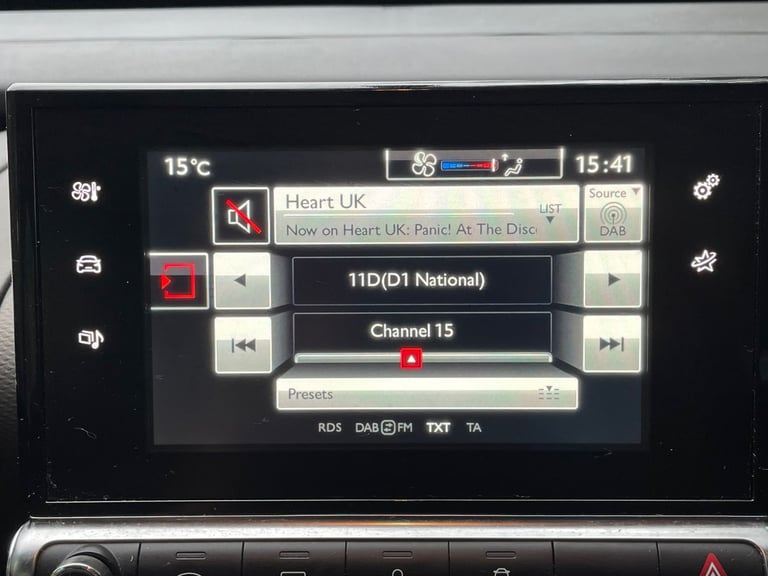 15°C
15:41
Heart UK
LIST
Source
Now on Heart UK: Panic! At The Disc
DAB
11D(D1 National)
Channel 15
Presets
RDS DAB FM TXT TA